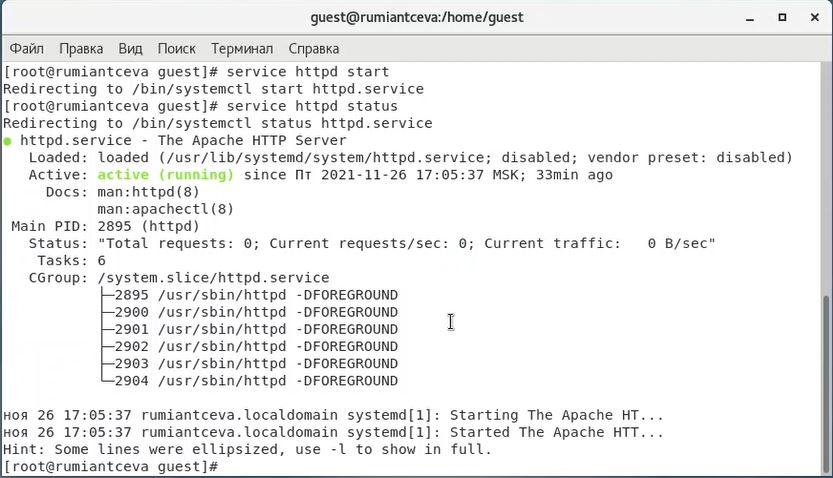 guest@rumiantceva:/home/guest
Файл Правка Вид Поиск Терминал Справка
[root@rumiantceva guest]# service httpd start
Redirecting to /bin/systemctl start httpd.service
[root@rumiantceva guest]# service httpd status
Redirecting to /bin/systemctl status httpd.service
● httpd.service - The Apache HTTP Server
   Loaded: loaded (/usr/lib/systemd/system/httpd.service; disabled; vendor preset: disabled)
   Active: active (running) since Пт 2021-11-26 17:05:37 MSK; 33min ago
     Docs: man:httpd(8)
           man:apachectl(8)
 Main PID: 2895 (httpd)
   Status: "Total requests: 0; Current requests/sec: 0; Current traffic:   0 B/sec"
    Tasks: 6
   CGroup: /system.slice/httpd.service
           ├─2895 /usr/sbin/httpd -DFOREGROUND
           ├─2900 /usr/sbin/httpd -DFOREGROUND
           ├─2901 /usr/sbin/httpd -DFOREGROUND
           ├─2902 /usr/sbin/httpd -DFOREGROUND
           ├─2903 /usr/sbin/httpd -DFOREGROUND
           └─2904 /usr/sbin/httpd -DFOREGROUND
ноя 26 17:05:37 rumiantceva.localdomain systemd[1]: Starting The Apache HT...
ноя 26 17:05:37 rumiantceva.localdomain systemd[1]: Started The Apache HTT...
Hint: Some lines were ellipsized, use -l to show in full.
[root@rumiantceva guest]#